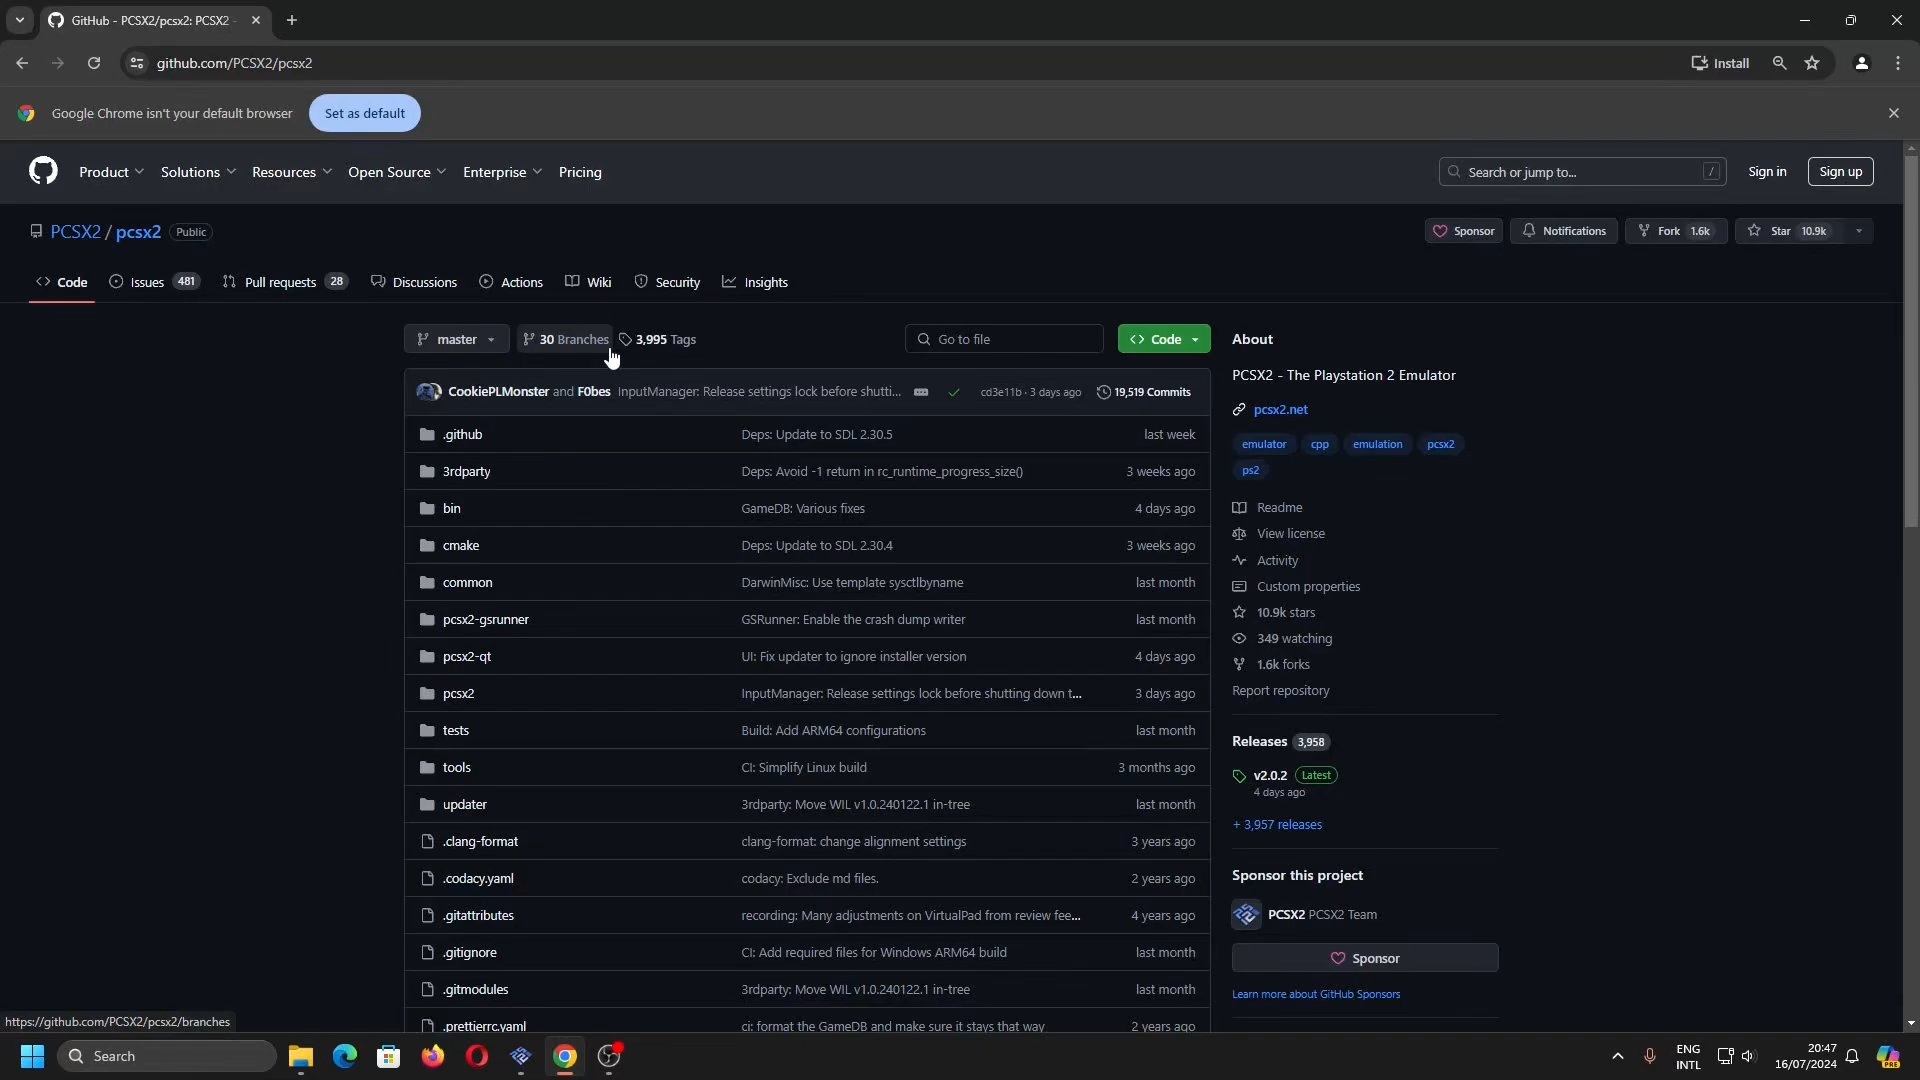 GitHub - PCSX2/pcsx2: PCSX2 -
github.com/PCSX2/pcsx2
Install
Google Chrome isn't your default browser
Set as default
Product
Solutions
Resources
Open Source
Enterprise
Pricing
Search or jump to...
/
Sign in
Sign up
PCSX2 / pcsx2 Public
Sponsor
Notifications
Fork 1.6k
Star 10.9k
Code
Issues 481
Pull requests 28
Discussions
Actions
Wiki
Security
Insights
master
30 Branches
3,995 Tags
Go to file
Code
CookiePLMonster and F0bes InputManager: Release settings lock before shutti... cd3e11b · 3 days ago 19,519 Commits
.github Deps: Update to SDL 2.30.5 last week
3rdparty Deps: Avoid -1 return in rc_runtime_progress_size() 3 weeks ago
bin GameDB: Various fixes 4 days ago
cmake Deps: Update to SDL 2.30.4 3 weeks ago
common DarwinMisc: Use template sysctlbyname last month
pcsx2-gsrunner GSRunner: Enable the crash dump writer last month
pcsx2-qt UI: Fix updater to ignore installer version 4 days ago
pcsx2 InputManager: Release settings lock before shutting down t... 3 days ago
tests Build: Add ARM64 configurations last month
tools CI: Simplify Linux build 3 months ago
updater 3rdparty: Move WIL v1.0.240122.1 in-tree last month
.clang-format clang-format: change alignment settings 3 years ago
.codacy.yaml codacy: Exclude md files. 2 years ago
.gitattributes recording: Many adjustments on VirtualPad from review fee... 4 years ago
.gitignore CI: Add required files for Windows ARM64 build last month
.gitmodules 3rdparty: Move WIL v1.0.240122.1 in-tree last month
.prettierrc.yaml ci: format the GameDB and make sure it stays that way 2 years ago
About
PCSX2 - The Playstation 2 Emulator
pcsx2.net
emulator cpp emulation pcsx2
ps2
Readme
View license
Activity
Custom properties
10.9k stars
349 watching
1.6k forks
Report repository
Releases 3,958
v2.0.2 Latest
4 days ago
+ 3,957 releases
Sponsor this project
PCSX2 PCSX2 Team
Sponsor
Learn more about GitHub Sponsors
https://github.com/PCSX2/pcsx2/branches
Search
ENG
INTL
20:47
16/07/2024
PRE